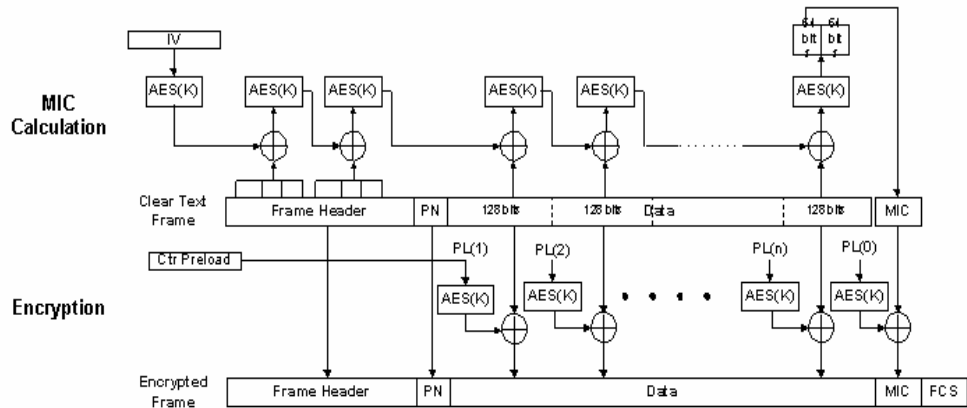 IV
64 bits 64 bits
AES(K) AES(K) AES(K) AES(K) AES(K) AES(K)
MIC
Calculation
Clear Text
Frame
Frame Header PN 128 bits 128 bits Data 128 bits MIC
Ctr Preload
PL(1) PL(2) PL(n) PL(0)
AES(K) AES(K) AES(K) AES(K)
Encryption
Encrypted
Frame
Frame Header PN Data MIC FCS